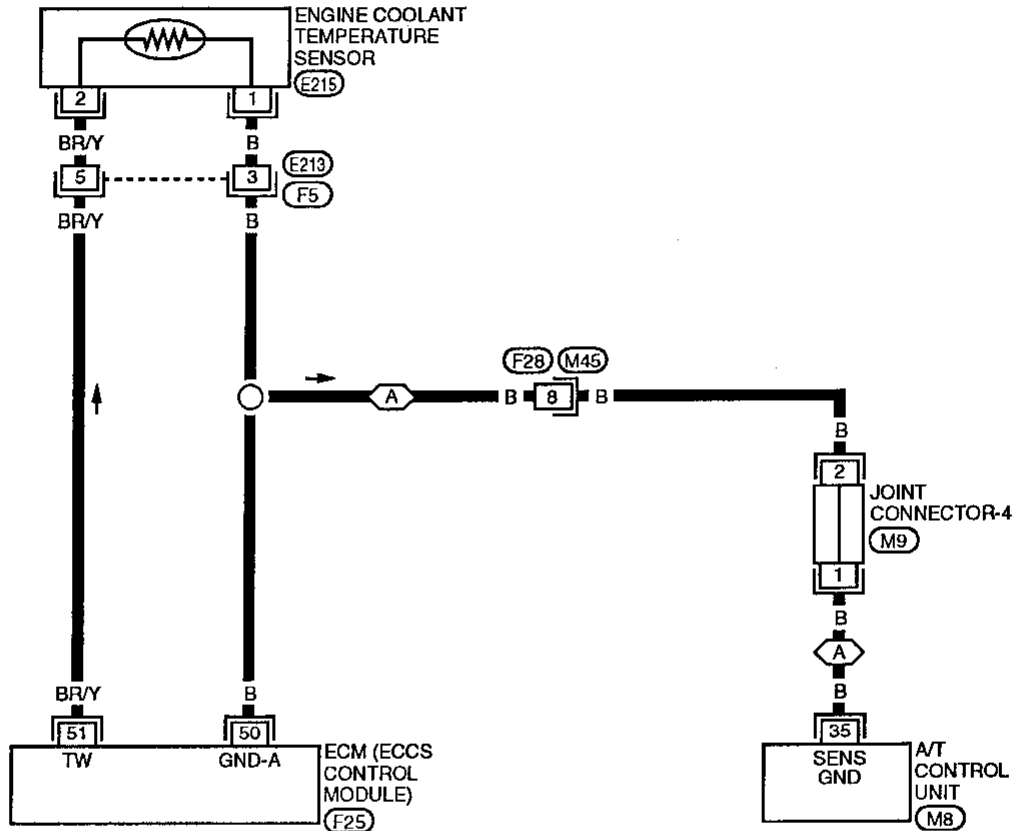 ENGINE COOLANT
TEMPERATURE
SENSOR
E215
2
1
BR/Y
B
5
3
E213
F5
BR/Y
B
F28
M45
A
B
8
B
B
2
JOINT
CONNECTOR-4
M9
1
B
A
B
BR/Y
B
51
50
35
TW
GND-A
ECM (ECCS
CONTROL
MODULE)
F25
SENS
GND
A/T
CONTROL
UNIT
M8